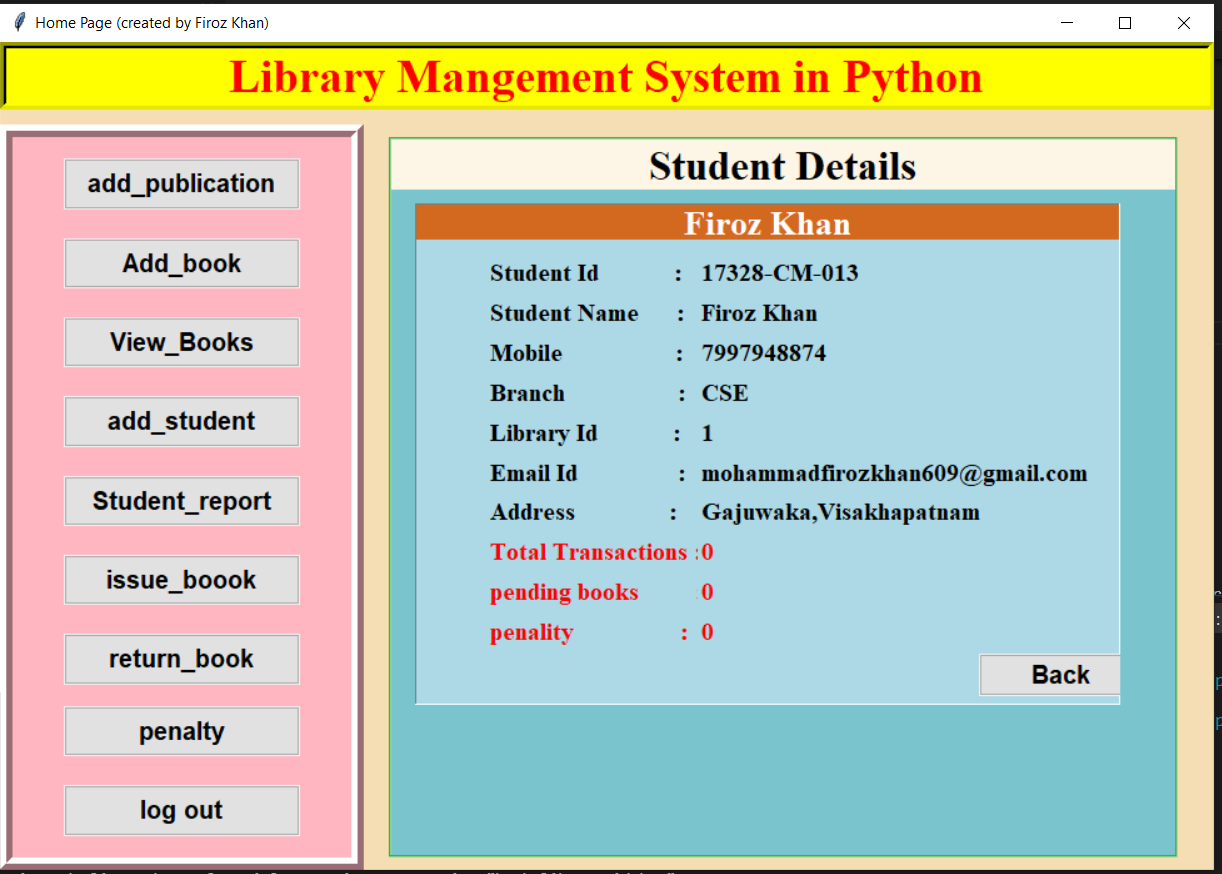 Home Page (created by Firoz Khan)
Library Mangement System in Python
add_publication
Add_book
View_Books
add_student
Student_report
issue_boook
return_book
penalty
log out
Student Details
Firoz Khan
Student Id : 17328-CM-013
Student Name : Firoz Khan
Mobile : 7997948874
Branch : CSE
Library Id : 1
Email Id : mohammadfirozkhan609@gmail.com
Address : Gajuwaka,Visakhapatnam
Total Transactions :0
pending books :0
penality : 0
Back